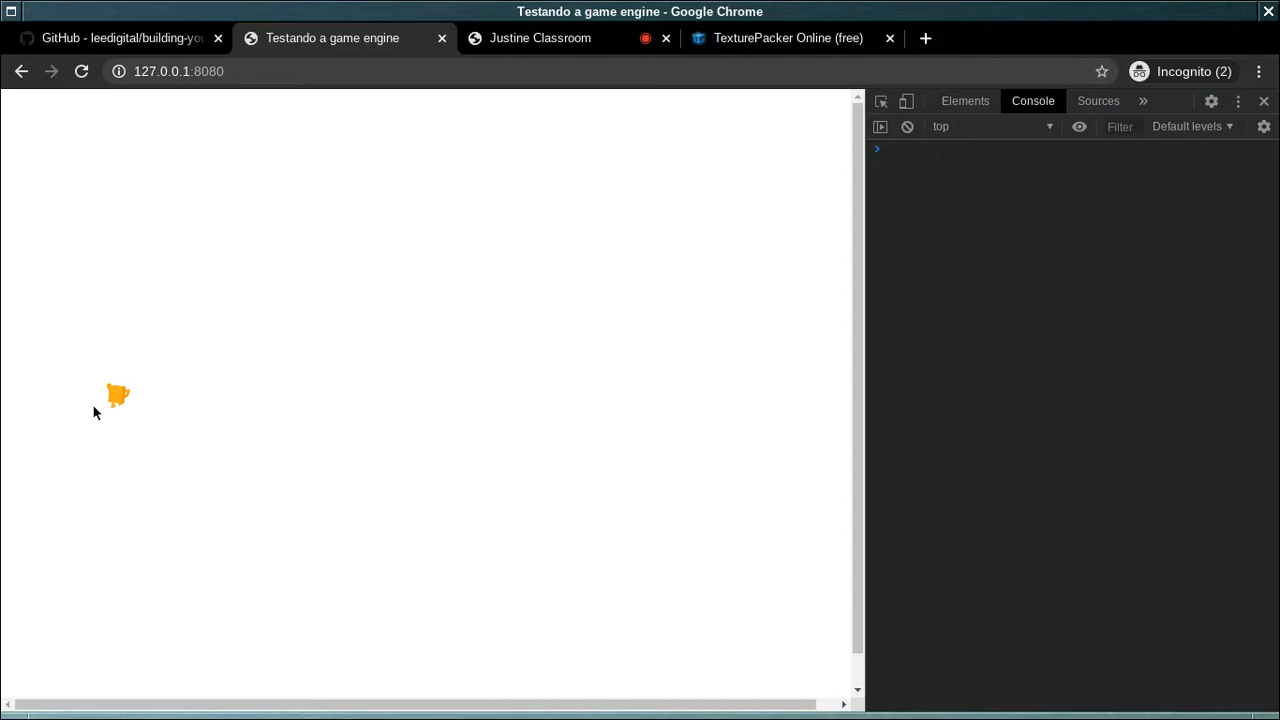 Testando a game engine - Google Chrome
GitHub - leedigital/building-you
Testando a game engine
Justine Classroom
TexturePacker Online (free)
127.0.0.1:8080
Incognito (2)
Elements
Console
Sources
top
Filter
Default levels